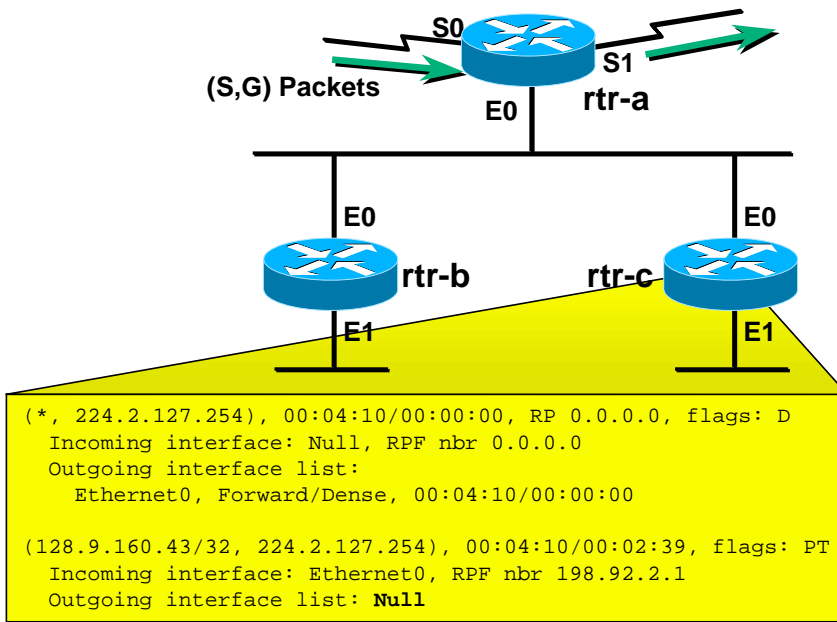 S0
S1
(S,G) Packets
rtr-a
E0
E0
E0
rtr-b
rtr-c
E1
E1
(*, 224.2.127.254), 00:04:10/00:00:00, RP 0.0.0.0, flags: D
Incoming interface: Null, RPF nbr 0.0.0.0
Outgoing interface list:
Ethernet0, Forward/Dense, 00:04:10/00:00:00
(128.9.160.43/32, 224.2.127.254), 00:04:10/00:02:39, flags: PT
Incoming interface: Ethernet0, RPF nbr 198.92.2.1
Outgoing interface list: Null